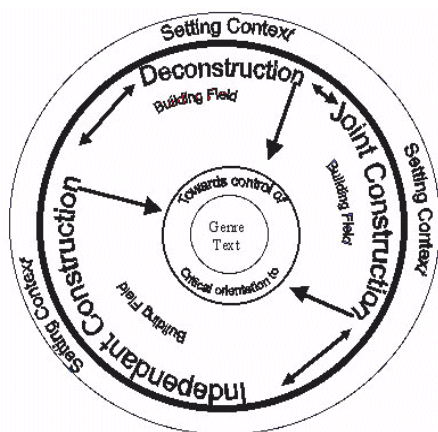 Setting Context
Deconstruction
Building Field
Joint Construction
Building Field
Setting Context
Towards control of
Genre
Text
Critical orientation to
Independant Construction
Building Field
Setting Context